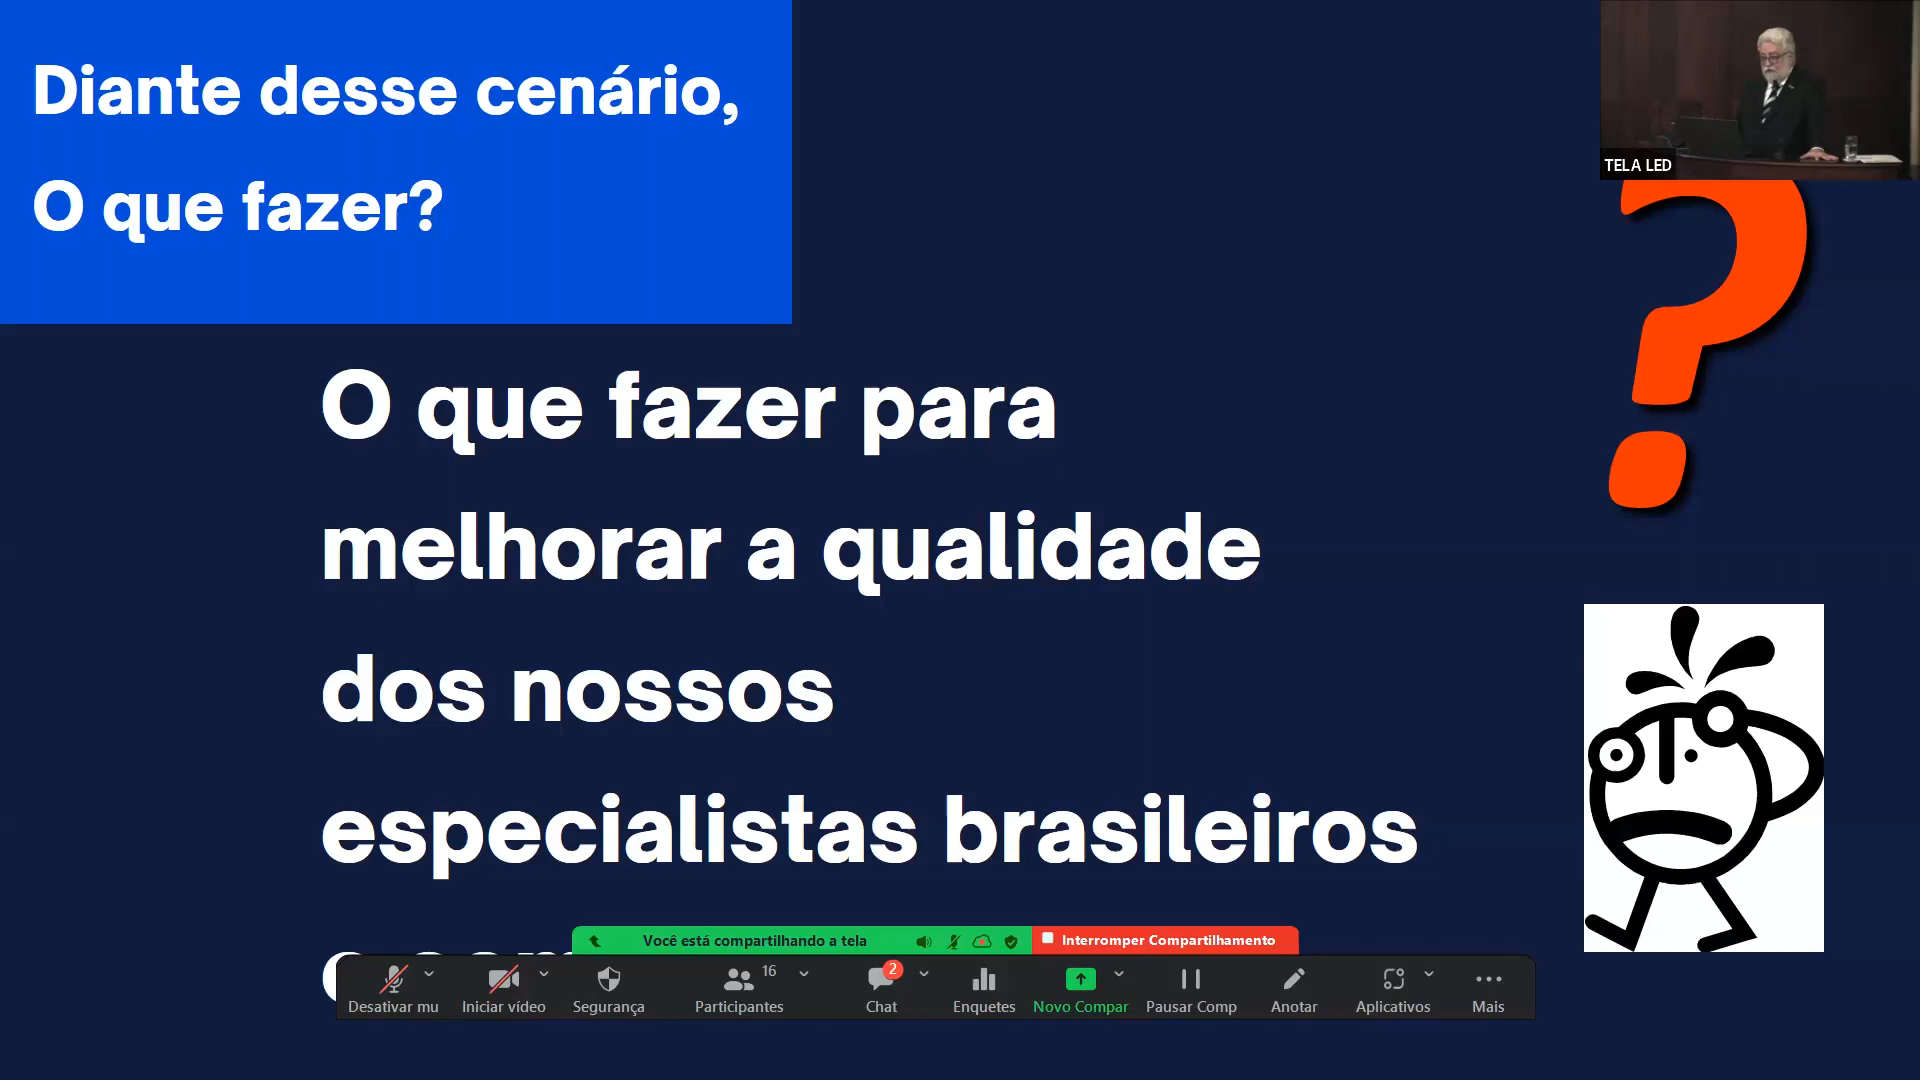 Diante desse cenário,
O que fazer?
TELA LED
?
O que fazer para
melhorar a qualidade
dos nossos
especialistas brasileiros
Você está compartilhando a tela
Interromper Compartilhamento
16
2
Desativar mu
Iniciar vídeo
Segurança
Participantes
Chat
Enquetes
Novo Compar
Pausar Comp
Anotar
Aplicativos
Mais